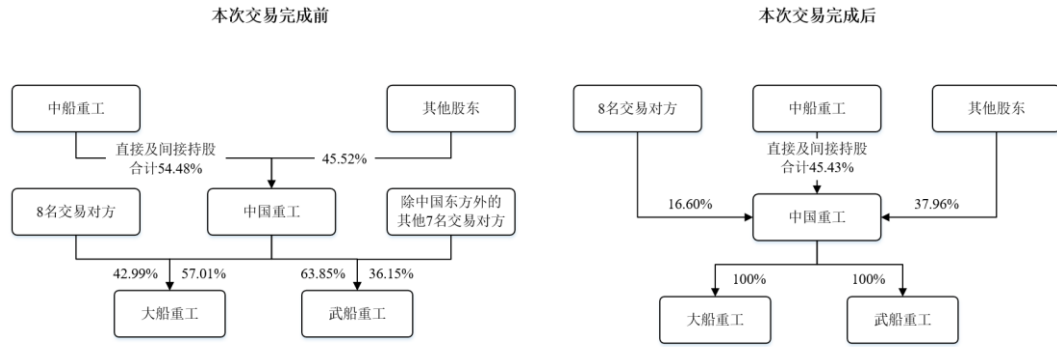 本次交易完成前
中船重工
其他股东
直接及间接持股
合计54.48%
45.52%
8名交易对方
中国重工
除中国东方外的
其他7名交易对方
42.99%
57.01%
63.85%
36.15%
大船重工
武船重工
本次交易完成后
8名交易对方
中船重工
其他股东
直接及间接持股
合计45.43%
16.60%
中国重工
37.96%
100%
100%
大船重工
武船重工